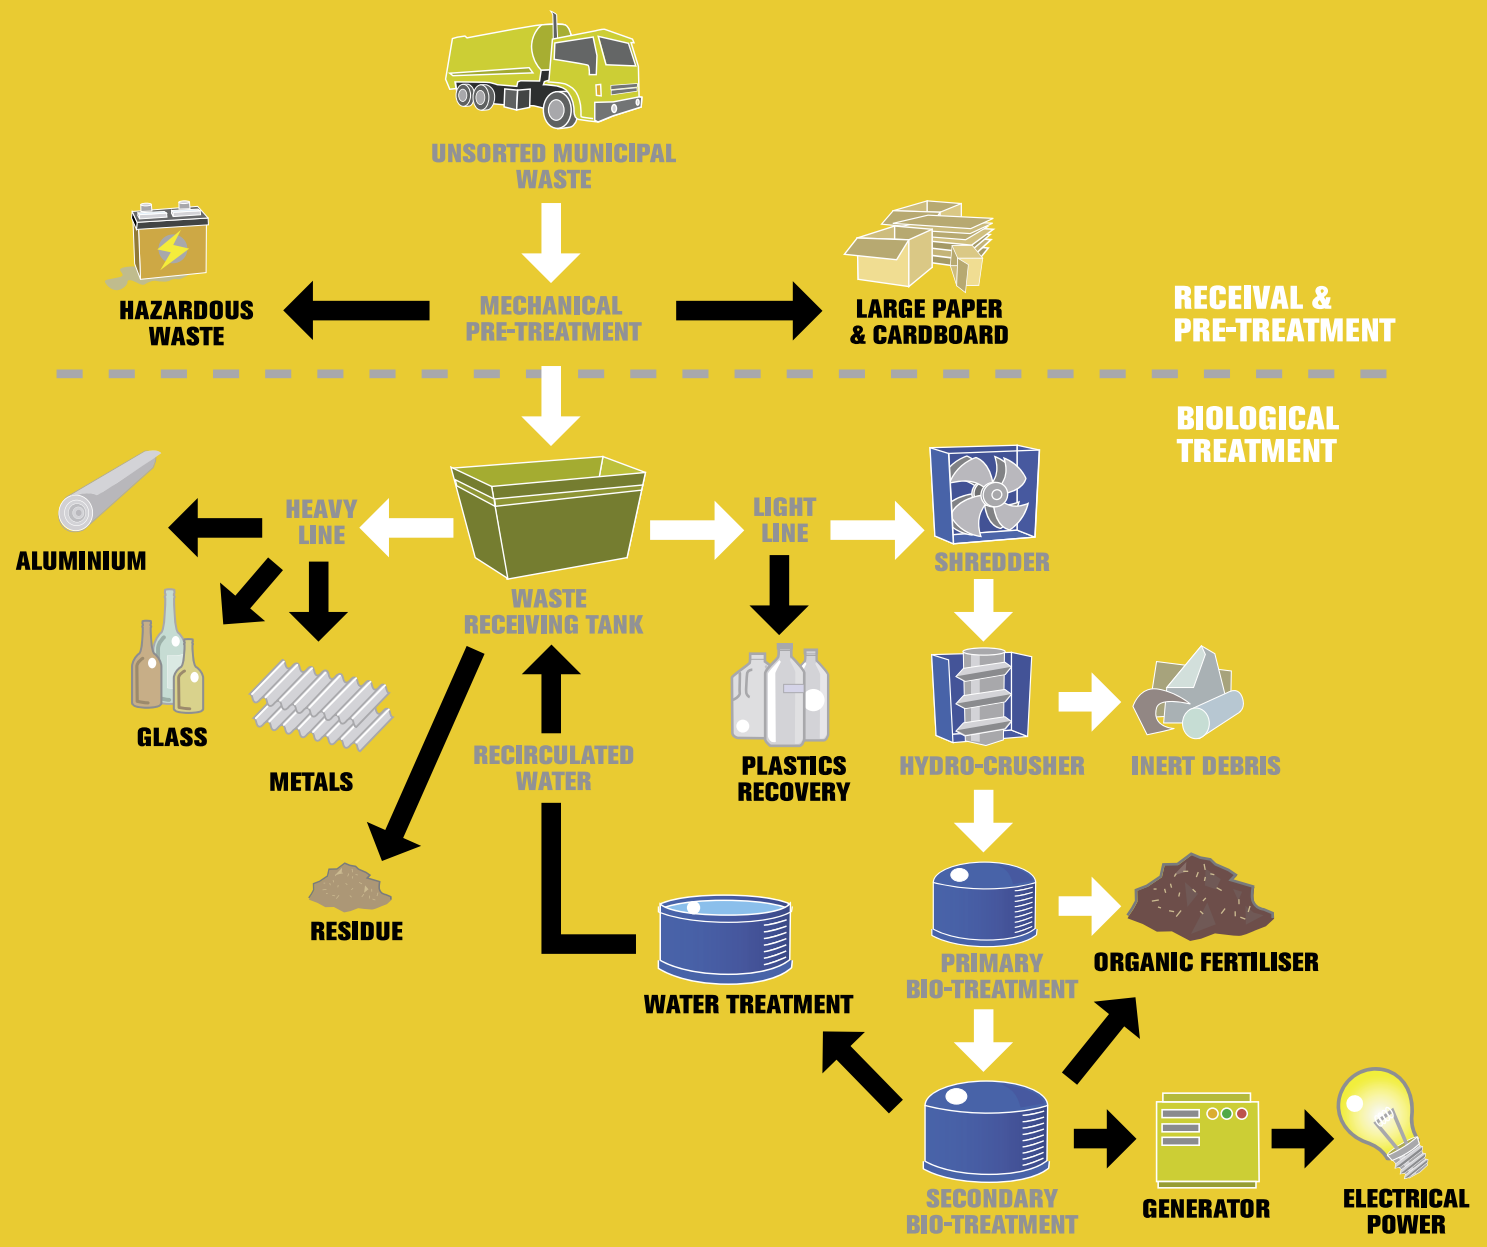 UNSORTED MUNICIPAL
WASTE
HAZARDOUS
WASTE
MECHANICAL
PRE-TREATMENT
LARGE PAPER
& CARDBOARD
RECEIVAL &
PRE-TREATMENT
BIOLOGICAL
TREATMENT
ALUMINIUM
HEAVY
LINE
WASTE
RECEIVING TANK
LIGHT
LINE
SHREDDER
GLASS
METALS
RECIRCULATED
WATER
PLASTICS
RECOVERY
HYDRO-CRUSHER
INERT DEBRIS
RESIDUE
WATER TREATMENT
PRIMARY
BIO-TREATMENT
ORGANIC FERTILISER
SECONDARY
BIO-TREATMENT
GENERATOR
ELECTRICAL
POWER